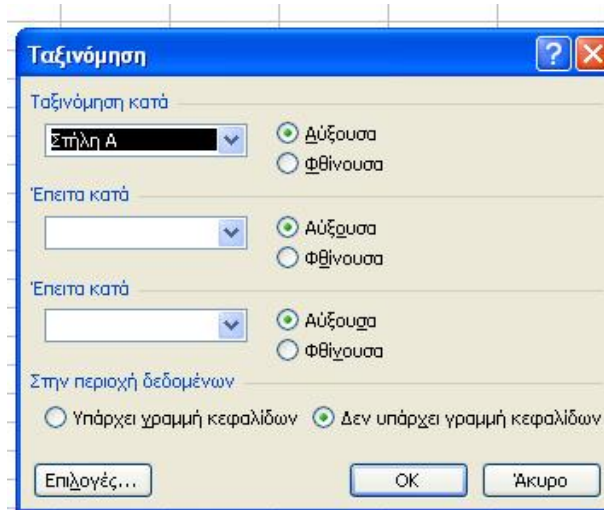 Ταξινόμηση
Ταξινόμηση κατά
Στήλη Α
Αύξουσα
Φθίνουσα
Έπειτα κατά
Αύξουσα
Φθίνουσα
Έπειτα κατά
Αύξουσα
Φθίνουσα
Στην περιοχή δεδομένων
Υπάρχει γραμμή κεφαλίδων Δεν υπάρχει γραμμή κεφαλίδων
Επιλογές... OK Άκυρο